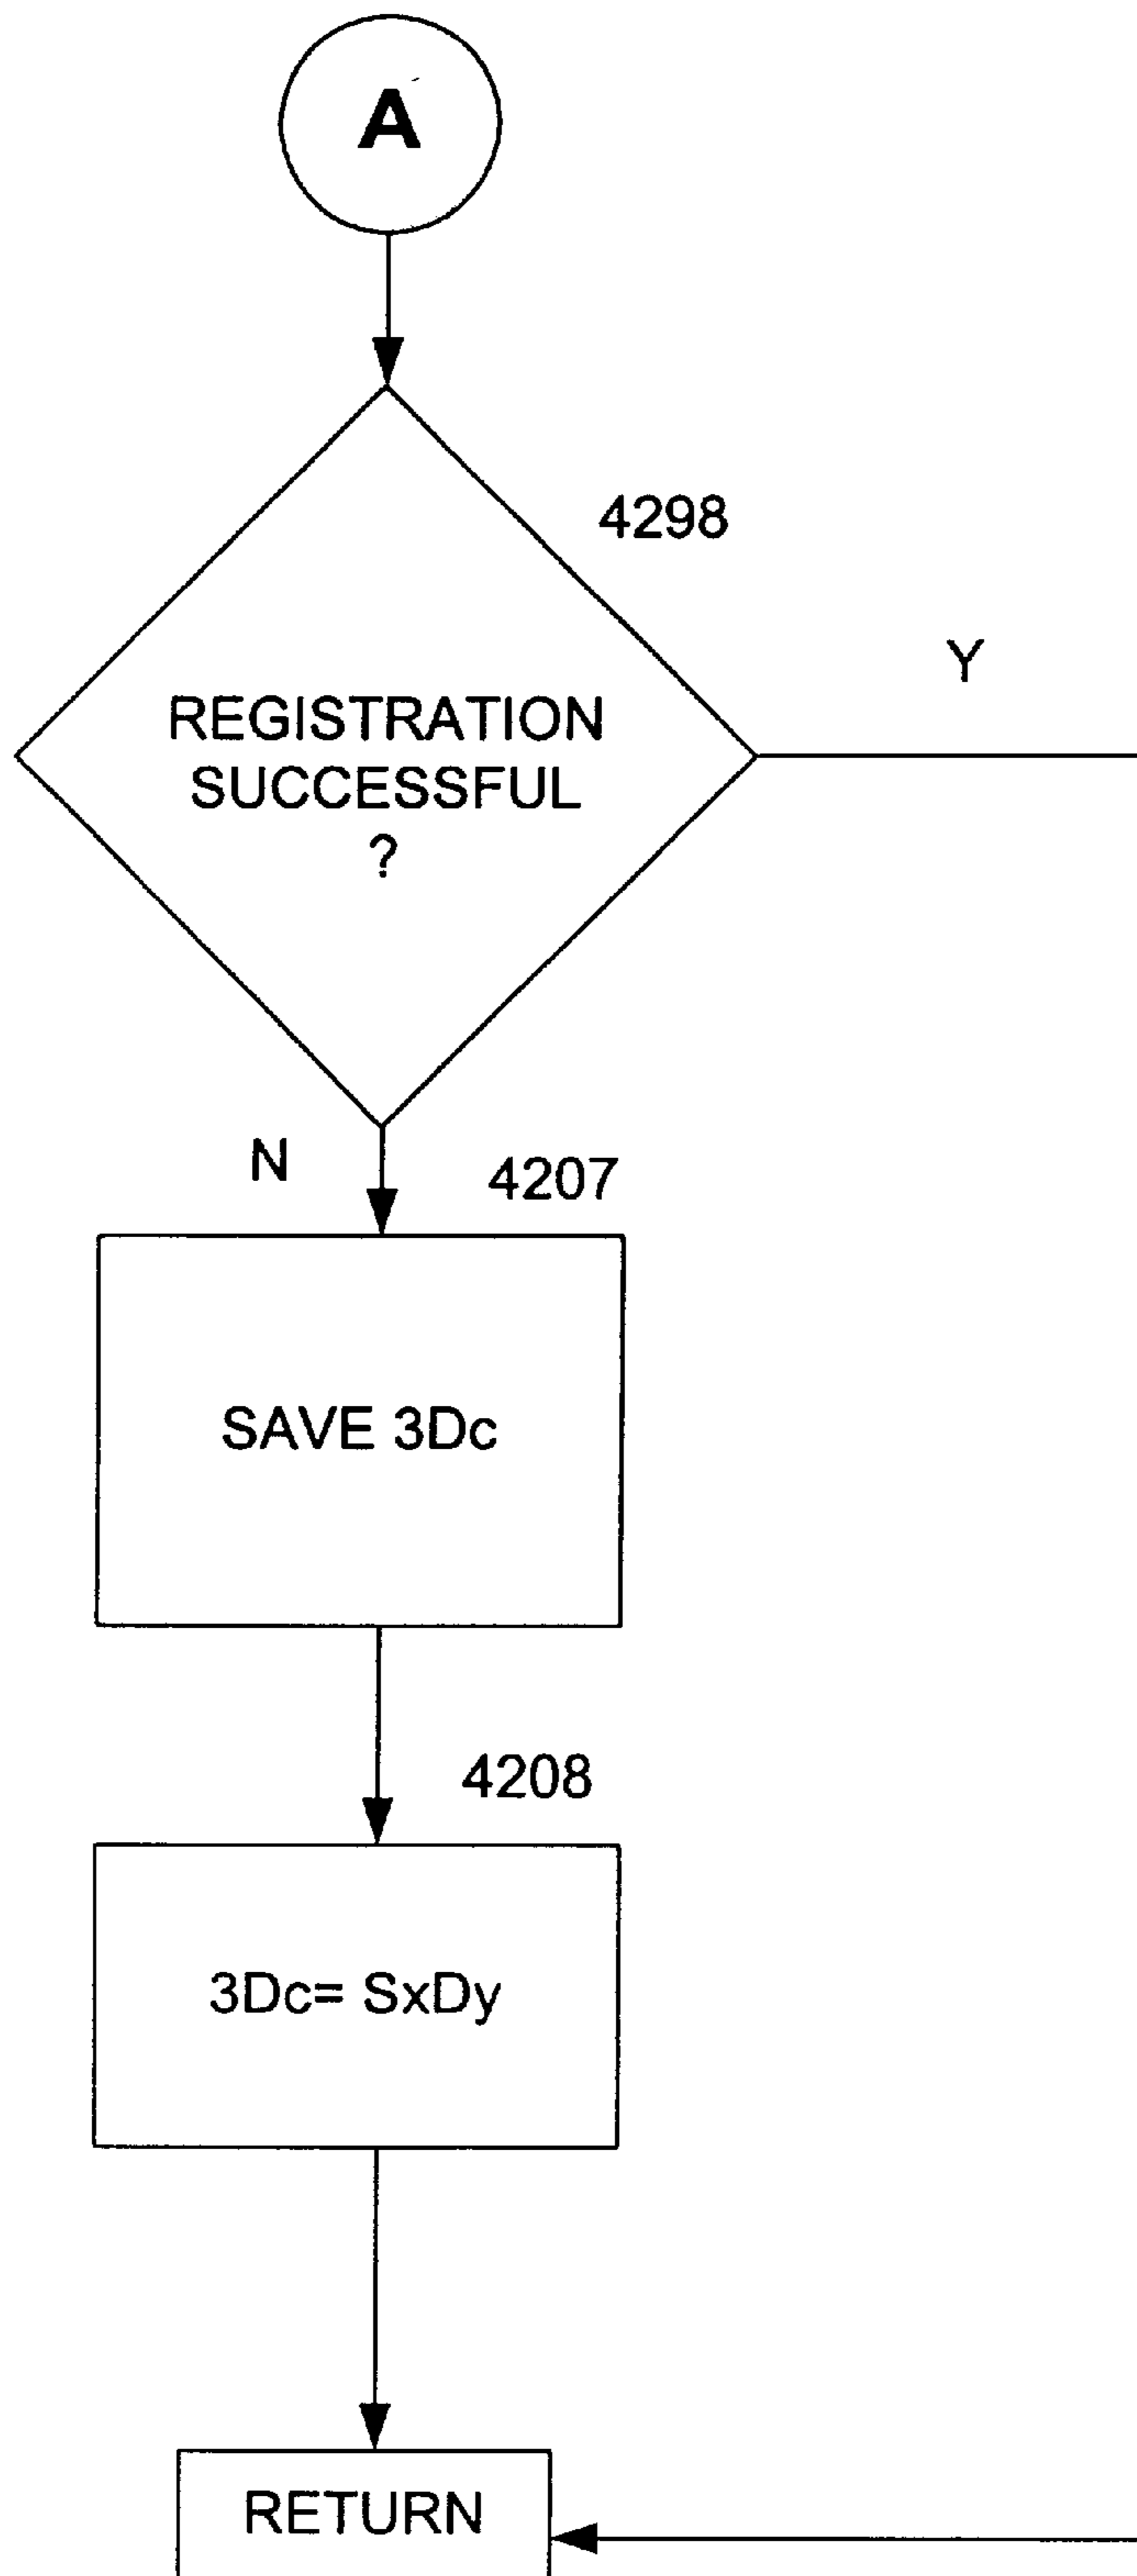 A
4298
Y
REGISTRATION
SUCCESSFUL
?
N
4207
SAVE 3Dc
4208
3Dc= SxDy
RETURN